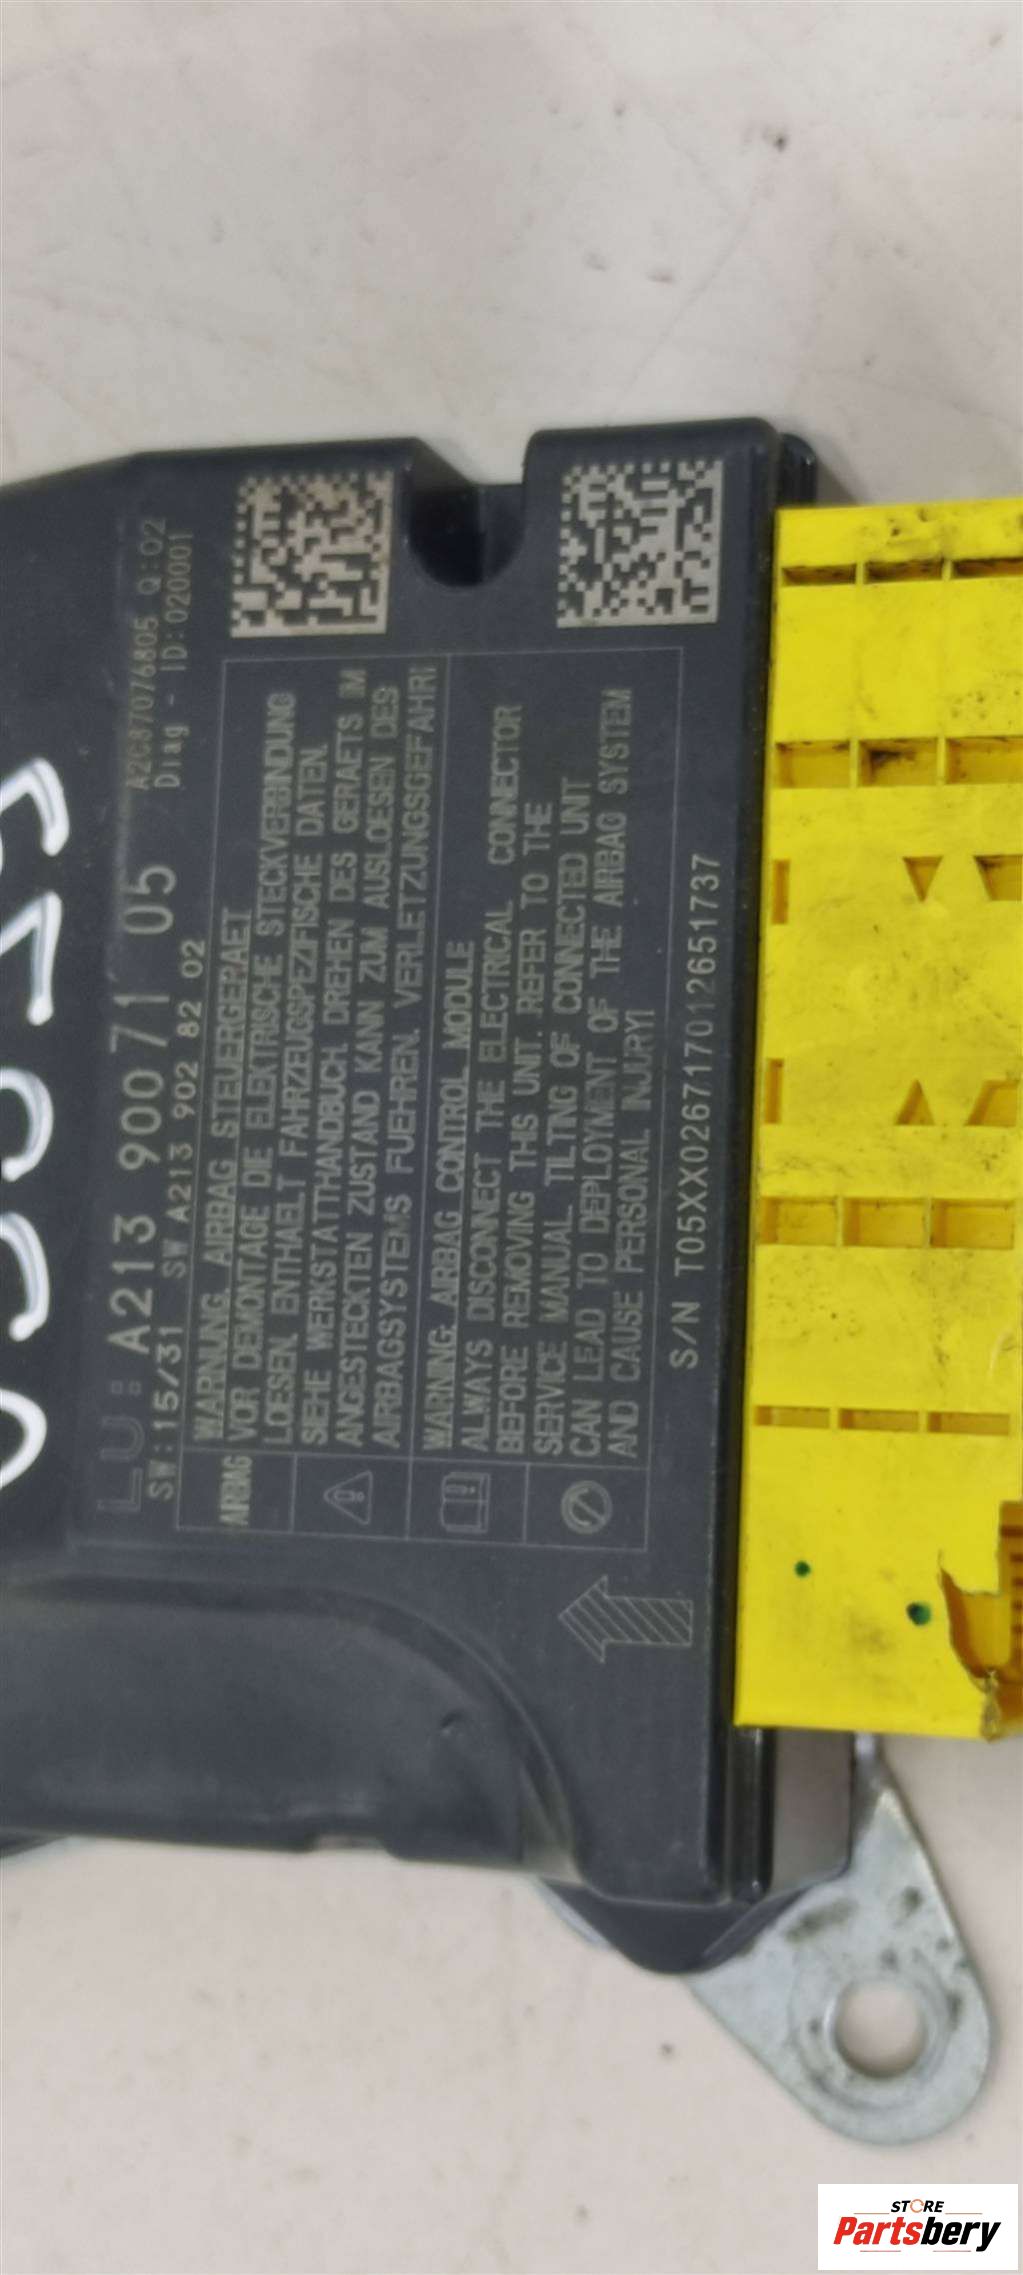 A2C87076805 Q:02
Diag - ID:020001
LU: A213 900 71 05
SW:15/31 SW A213 902 82 02
AIRBAG
WARNUNG. AIRBAG STEUERGERAET
VOR DEMONTAGE DIE ELEKTRISCHE STECKVERBINDUNG
LOESEN. ENTHAELT FAHRZEUGSPEZIFISCHE DATEN.
SIEHE WERKSTATTHANDBUCH. DREHEN DES GERAETS IM
ANGESTECKTEN ZUSTAND KANN ZUM AUSLOESEN DES
AIRBAGSYSTEMS FUEHREN. VERLETZUNGSGEFAHR!
WARNING: AIRBAG CONTROL MODULE
ALWAYS DISCONNECT THE ELECTRICAL CONNECTOR
BEFORE REMOVING THIS UNIT. REFER TO THE
SERVICE MANUAL. TILTING OF CONNECTED UNIT
CAN LEAD TO DEPLOYMENT OF THE AIRBAG SYSTEM
AND CAUSE PERSONAL INJURY!
S/N T05XX026717012651737
STORE
Partsbery